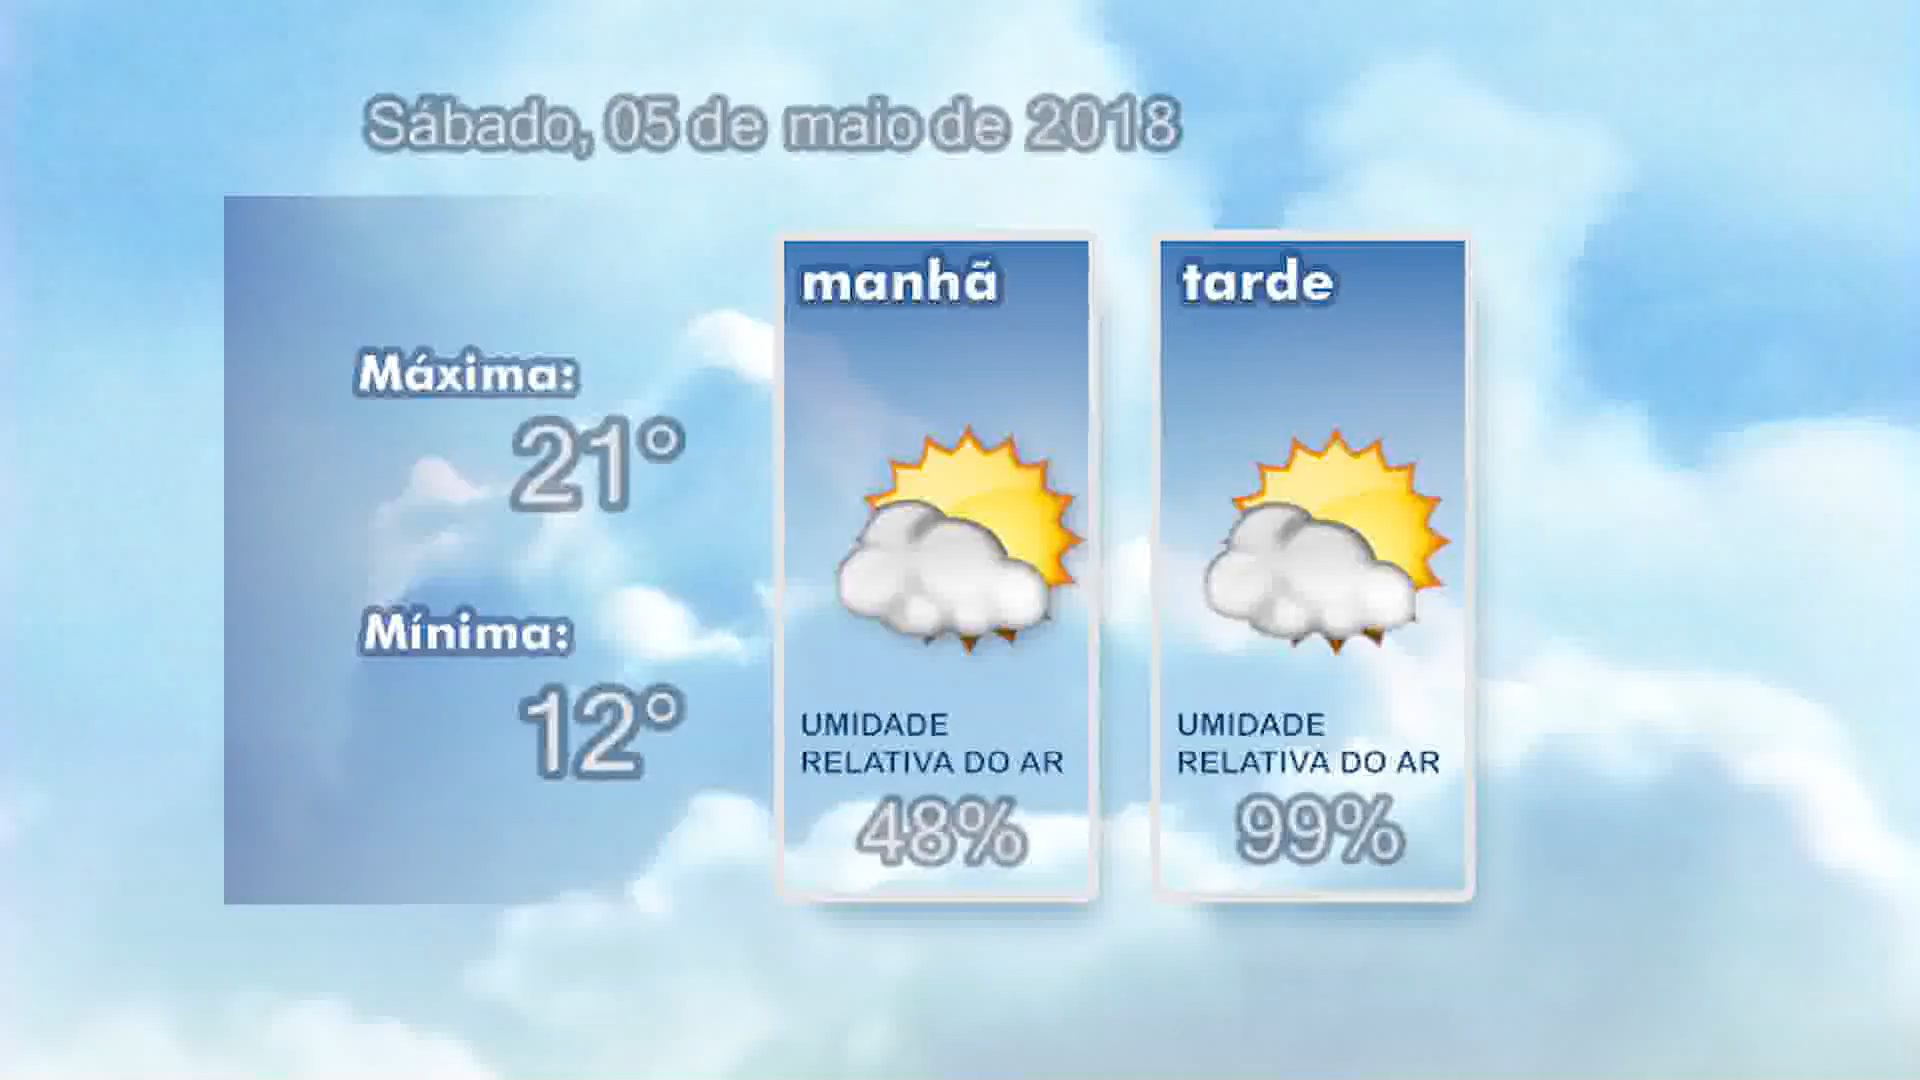 Sábado, 05 de maio de 2018
Máxima:
21°
Mínima:
12°
manhã
UMIDADE
RELATIVA DO AR
48%
tarde
UMIDADE
RELATIVA DO AR
99%